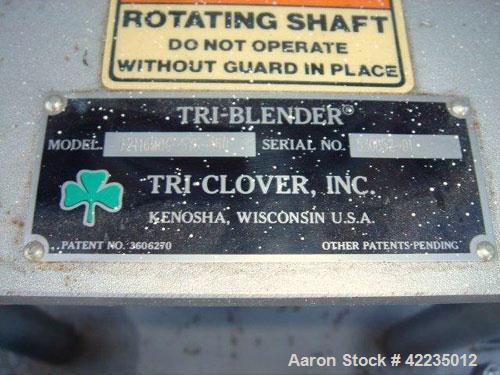 ROTATING SHAFT
DO NOT OPERATE
WITHOUT GUARD IN PLACE
TRI-BLENDER®
MODEL SERIAL NO.
TRI-CLOVER, INC.
KENOSHA, WISCONSIN U.S.A.
PATENT NO. 3606270 OTHER PATENTS-PENDING
Aaron Stock # 42235012